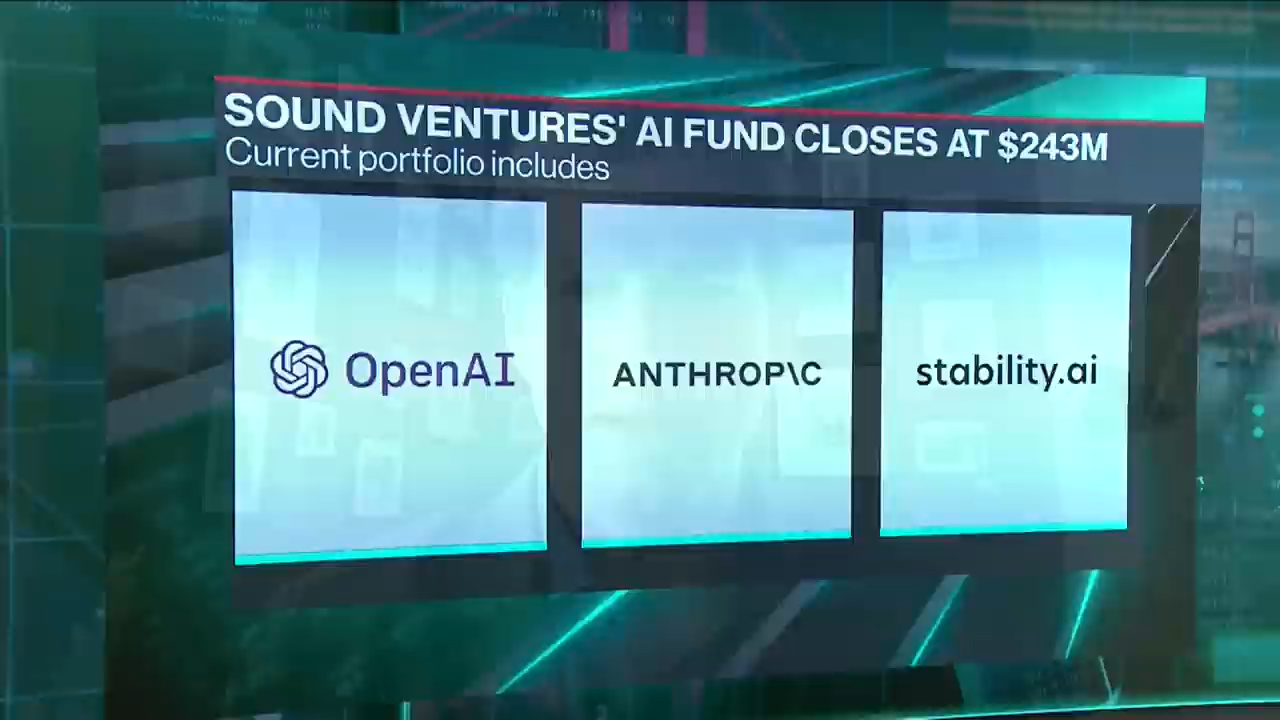 SOUND VENTURES' AI FUND CLOSES AT $243M
Current portfolio includes
OpenAI
ANTHROP\C
stability.ai